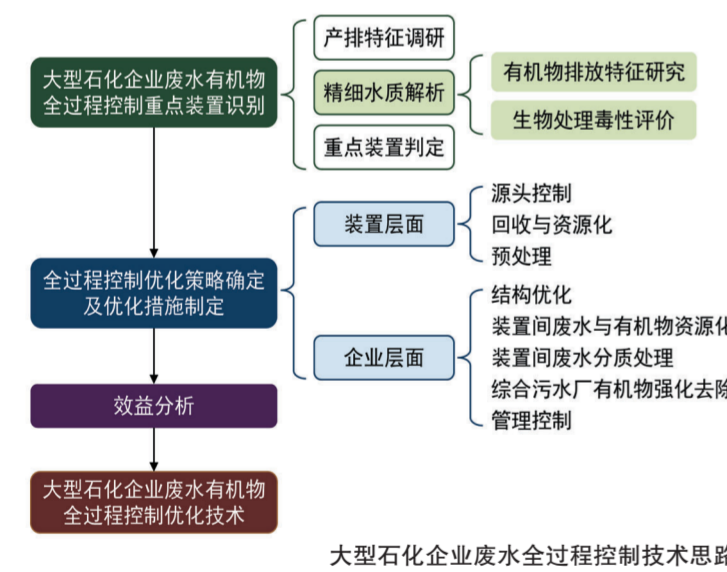 大型石化企业废水有机物
全过程控制重点装置识别
产排特征调研
精细水质解析
重点装置判定
有机物排放特征研究
生物处理毒性评价
全过程控制优化策略确定
及优化措施制定
装置层面
源头控制
回收与资源化
预处理
企业层面
结构优化
装置间废水与有机物资源化
装置间废水分质处理
综合污水厂有机物强化去除
管理控制
效益分析
大型石化企业废水有机物
全过程控制优化技术
大型石化企业废水全过程控制技术思路